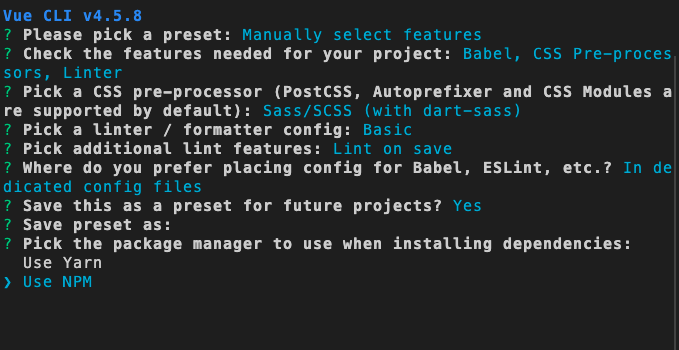 Vue CLI v4.5.8
? Please pick a preset: Manually select features
? Check the features needed for your project: Babel, CSS Pre-proces
sors, Linter
? Pick a CSS pre-processor (PostCSS, Autoprefixer and CSS Modules a
re supported by default): Sass/SCSS (with dart-sass)
? Pick a linter / formatter config: Basic
? Pick additional lint features: Lint on save
? Where do you prefer placing config for Babel, ESLint, etc.? In de
dicated config files
? Save this as a preset for future projects? Yes
? Save preset as:
? Pick the package manager to use when installing dependencies:
  Use Yarn
❯ Use NPM